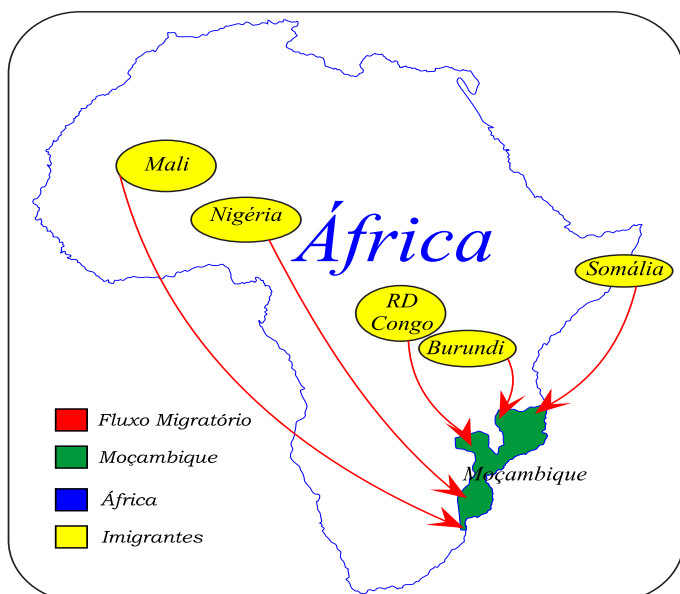 Mali
Nigéria
África
Somália
RD
Congo
Burundi
Moçambique
Fluxo Migratório
Moçambique
África
Imigrantes